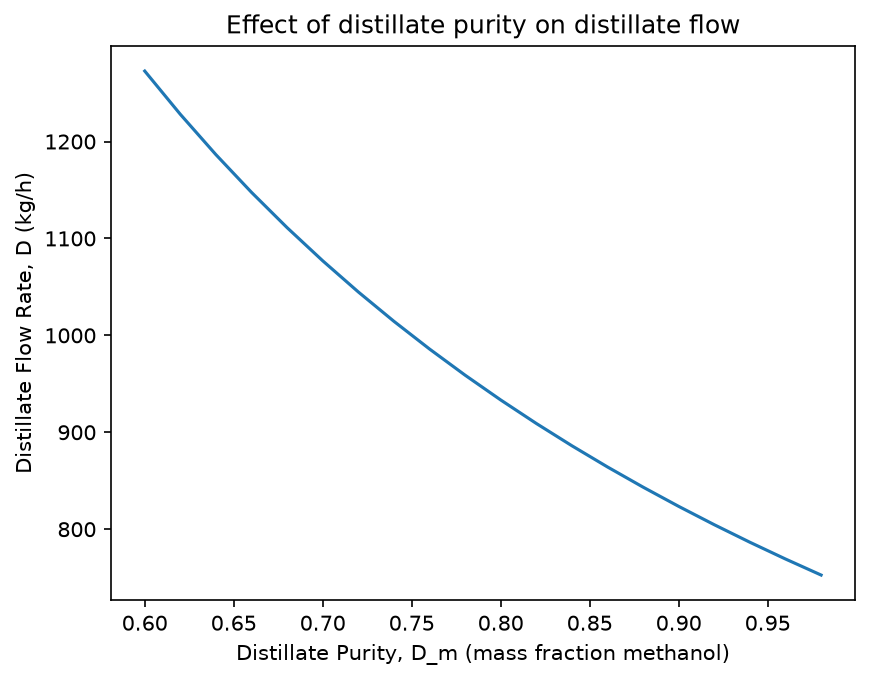 Effect of distillate purity on distillate flow
Distillate Flow Rate, D (kg/h)
1200
1100
1000
900
800
0.60 0.65 0.70 0.75 0.80 0.85 0.90 0.95
Distillate Purity, D_m (mass fraction methanol)